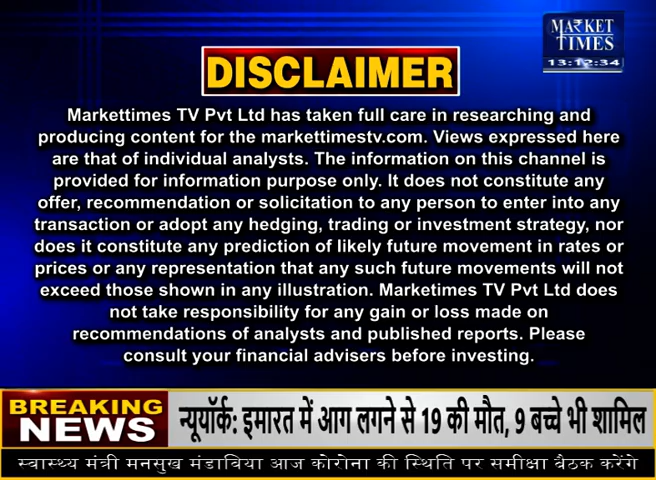 MARKET
TIMES
13:12:34
DISCLAIMER
Markettimes TV Pvt Ltd has taken full care in researching and
producing content for the markettimestv.com. Views expressed here
are that of individual analysts. The information on this channel is
provided for information purpose only. It does not constitute any
offer, recommendation or solicitation to any person to enter into any
transaction or adopt any hedging, trading or investment strategy, nor
does it constitute any prediction of likely future movement in rates or
prices or any representation that any such future movements will not
exceed those shown in any illustration. Marketimes TV Pvt Ltd does
not take responsibility for any gain or loss made on
recommendations of analysts and published reports. Please
consult your financial advisers before investing.
BREAKING
NEWS
न्यूयॉर्क: इमारत में आग लगने से 19 की मौत, 9 बच्चे भी शामिल
स्वास्थ्य मंत्री मनसुख मंडाविया आज कोरोना की स्थिति पर समीक्षा बैठक करेंगे